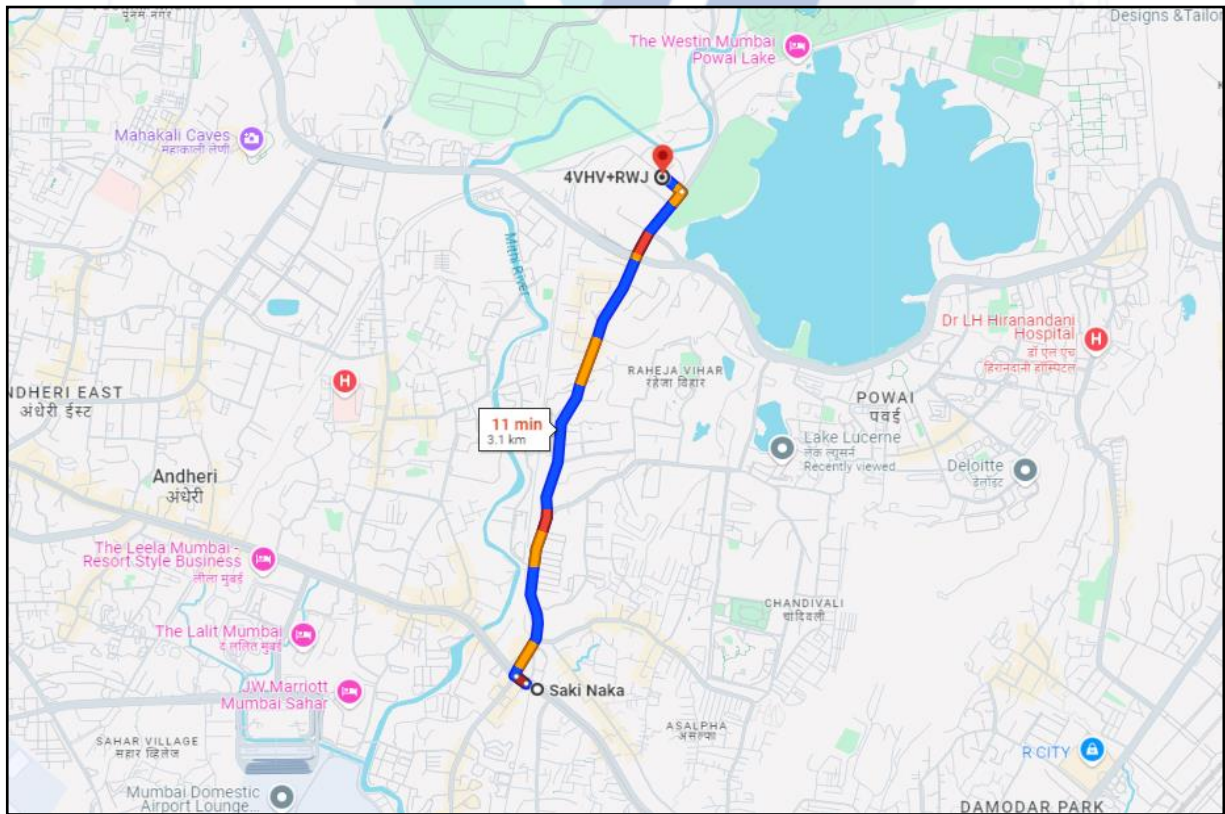 Designs &Tailor
पूनम नगर
The Westin Mumbai
Powai Lake
Mahakali Caves
महाकाली लेणी
4VHV+RWJ
Mithi River
Dr LH Hiranandani
Hospital
डॉ एल एच
हिरानंदानी हॉस्पिटल
RAHEJA VIHAR
रहेजा विहार
NDHERI EAST
अंधेरी ईस्ट
POWAI
पवई
11 min
3.1 km
Lake Lucerne
लेक ल्यूसर्न
Recently viewed
Deloitte
डेलॉइट
Andheri
अंधेरी
The Leela Mumbai -
Resort Style Business
लीला मुंबई
CHANDIVALI
चांदिवली
The Lalit Mumbai
द ललित मुंबई
Saki Naka
JW Marriott
Mumbai Sahar
ASALPHA
असल्फा
SAHAR VILLAGE
सहार व्हिलेज
R CITY
Mumbai Domestic
Airport Lounge...
DAMODAR PARK